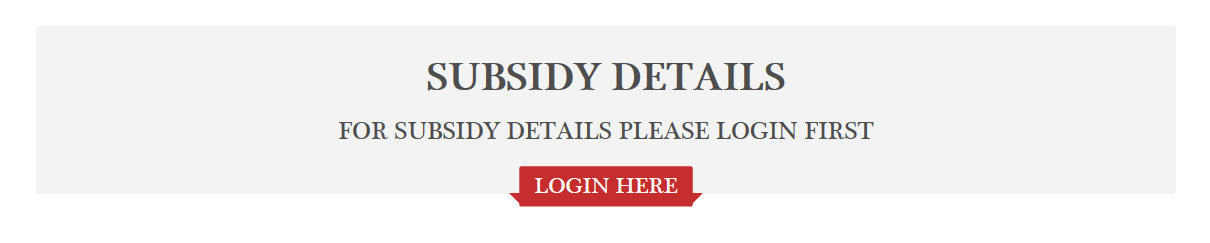 SUBSIDY DETAILS
FOR SUBSIDY DETAILS PLEASE LOGIN FIRST
LOGIN HERE